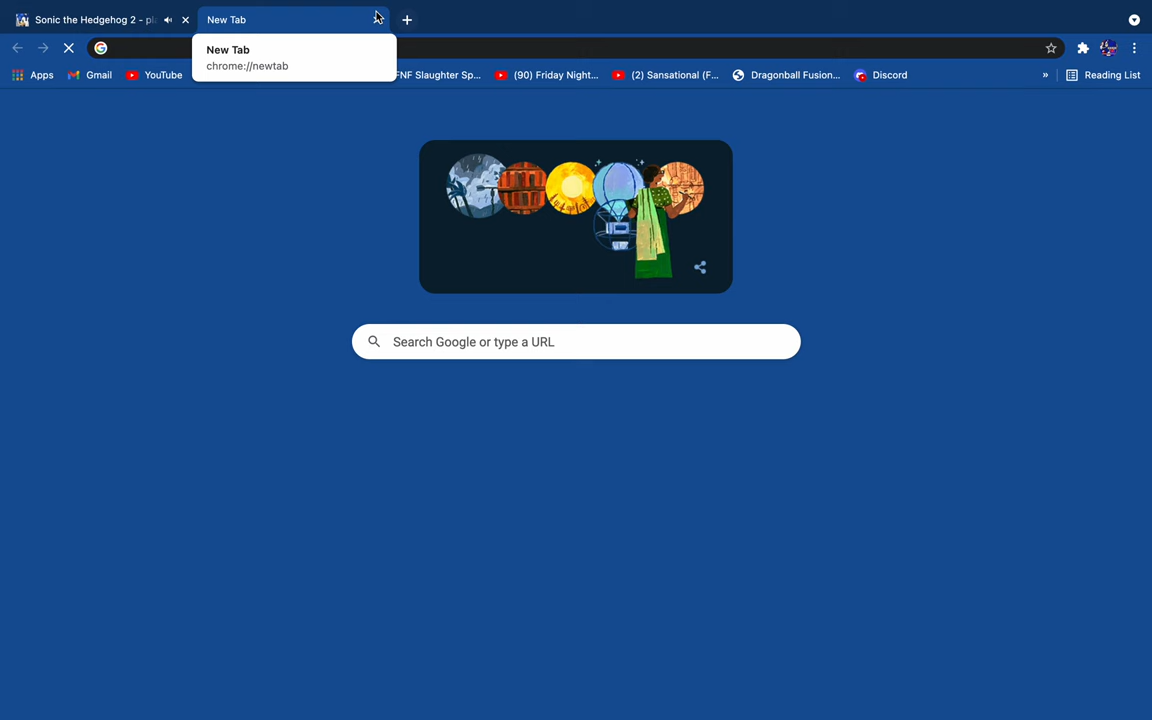 Sonic the Hedgehog 2 - pl
New Tab
New Tab
chrome://newtab
Apps
Gmail
YouTube
FNF Slaughter Sp...
(90) Friday Night...
(2) Sansational (F...
Dragonball Fusion...
Discord
»
Reading List
Search Google or type a URL